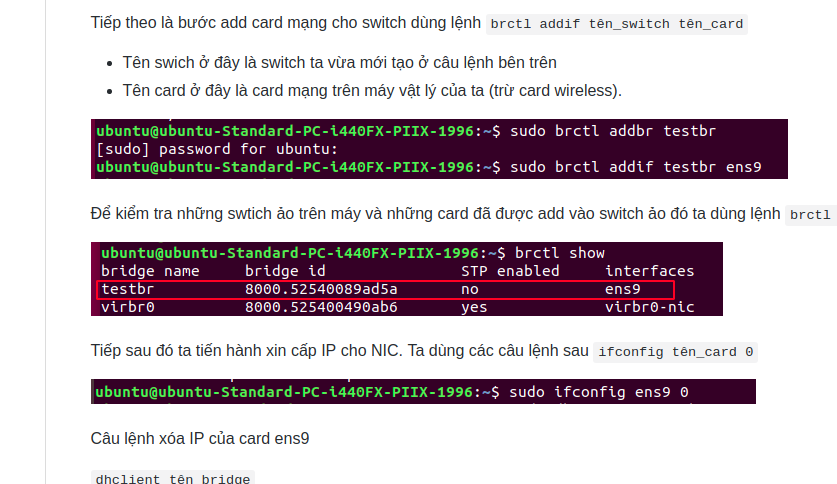 Tiếp theo là bước add card mạng cho switch dùng lệnh brctl addif tên_switch tên_card
Tên swich ở đây là switch ta vừa mới tạo ở câu lệnh bên trên
Tên card ở đây là card mạng trên máy vật lý của ta (trừ card wireless).
ubuntu@ubuntu-Standard-PC-i440FX-PIIX-1996:~$ sudo brctl addbr testbr
[sudo] password for ubuntu:
ubuntu@ubuntu-Standard-PC-i440FX-PIIX-1996:~$ sudo brctl addif testbr ens9
Để kiểm tra những swtich ảo trên máy và những card đã được add vào switch ảo đó ta dùng lệnh brctl
ubuntu@ubuntu-Standard-PC-i440FX-PIIX-1996:~$ brctl show
bridge name bridge id STP enabled interfaces
testbr 8000.52540089ad5a no ens9
virbr0 8000.525400490ab6 yes virbr0-nic
Tiếp sau đó ta tiến hành xin cấp IP cho NIC. Ta dùng các câu lệnh sau ifconfig tên_card 0
ubuntu@ubuntu-Standard-PC-i440FX-PIIX-1996:~$ sudo ifconfig ens9 0
Câu lệnh xóa IP của card ens9
dhclient tên_bridge